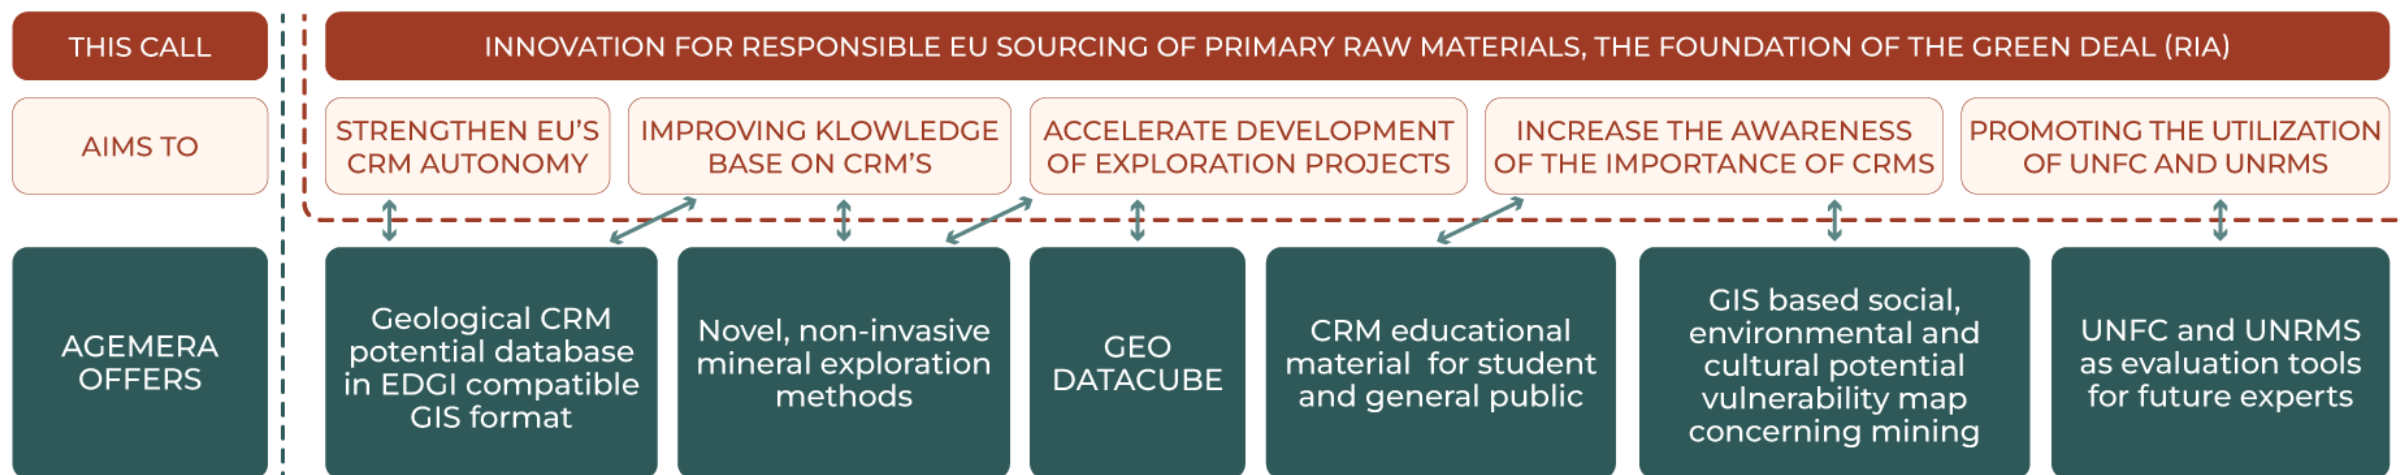 THIS CALL
INNOVATION FOR RESPONSIBLE EU SOURCING OF PRIMARY RAW MATERIALS, THE FOUNDATION OF THE GREEN DEAL (RIA)
AIMS TO
STRENGTHEN EU'S
CRM AUTONOMY
IMPROVING KLOWLEDGE
BASE ON CRM'S
ACCELERATE DEVELOPMENT
OF EXPLORATION PROJECTS
INCREASE THE AWARENESS
OF THE IMPORTANCE OF CRMS
PROMOTING THE UTILIZATION
OF UNFC AND UNRMS
AGEMERA
OFFERS
Geological CRM
potential database
in EDGI compatible
GIS format
Novel, non-invasive
mineral exploration
methods
GEO
DATACUBE
CRM educational
material for student
and general public
GIS based social,
environmental and
cultural potential
vulnerability map
concerning mining
UNFC and UNRMS
as evaluation tools
for future experts